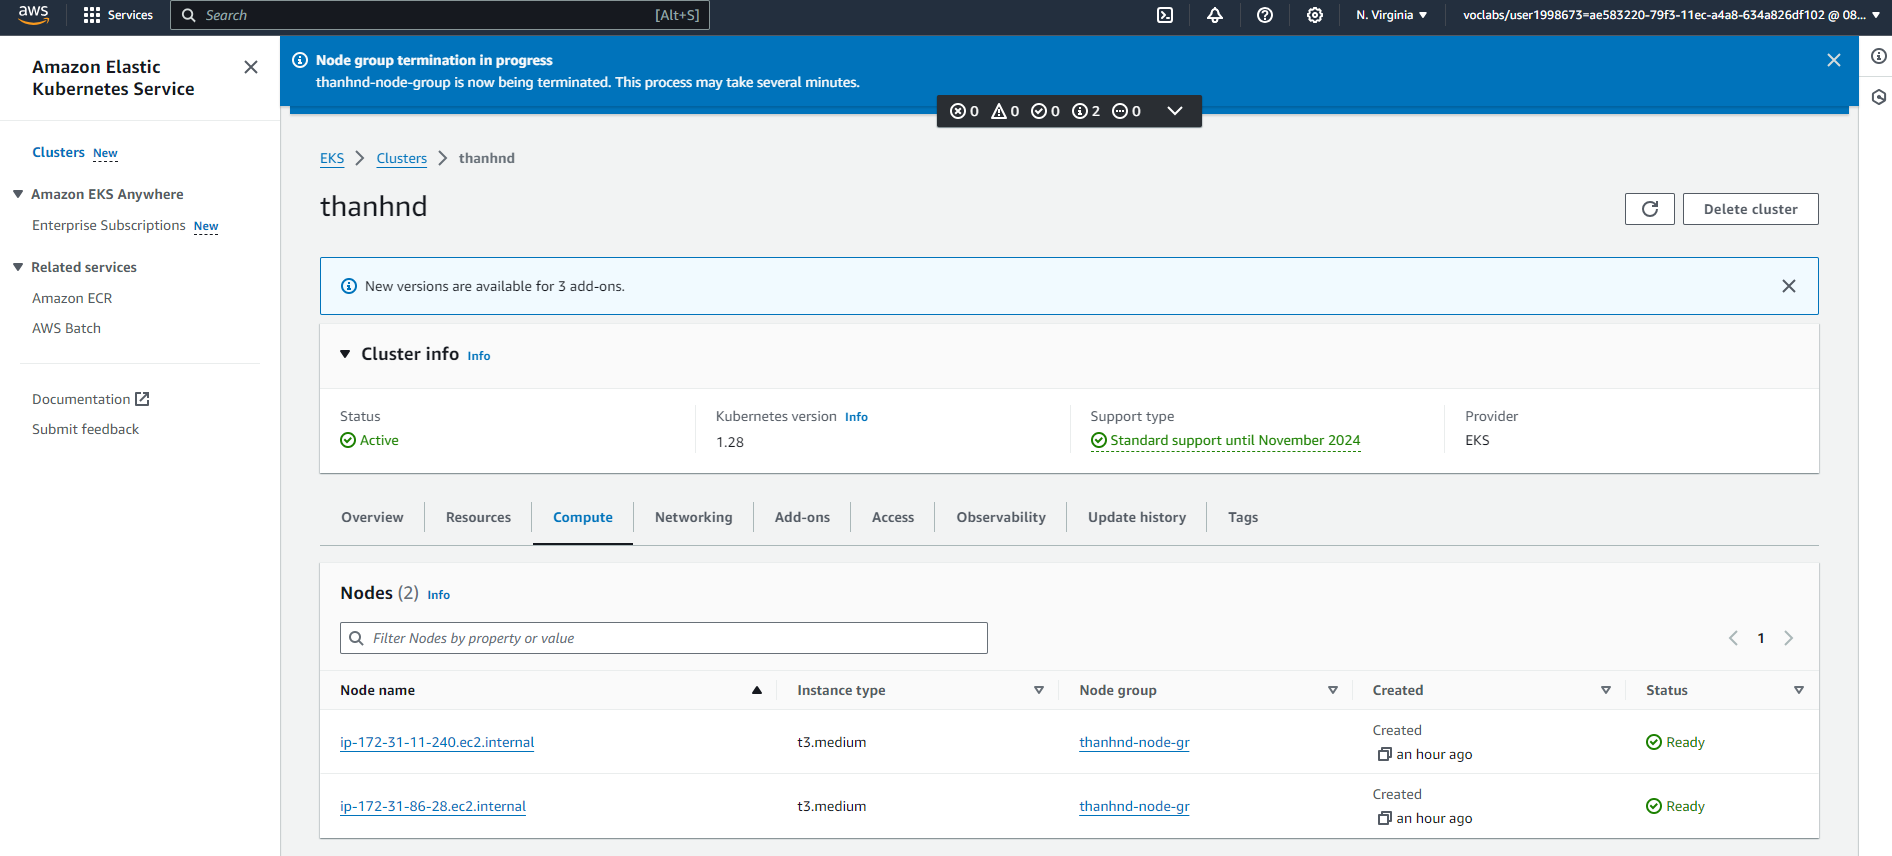 aws
Services
Search
[Alt+S]
N. Virginia
voclabs/user1998673=ae583220-79f3-11ec-a4a8-634a826df102 @ 08...
Amazon Elastic
Kubernetes Service
Clusters New
Amazon EKS Anywhere
Enterprise Subscriptions New
Related services
Amazon ECR
AWS Batch
Documentation
Submit feedback
Node group termination in progress
thanhnd-node-group is now being terminated. This process may take several minutes.
0 0 0 2 0
EKS Clusters thanhnd
thanhnd
Delete cluster
New versions are available for 3 add-ons.
Cluster info Info
Status
Active
Kubernetes version Info
1.28
Support type
Standard support until November 2024
Provider
EKS
Overview Resources Compute Networking Add-ons Access Observability Update history Tags
Nodes (2) Info
Filter Nodes by property or value
1
Node name Instance type Node group Created Status
ip-172-31-11-240.ec2.internal t3.medium thanhnd-node-gr Created
an hour ago Ready
ip-172-31-86-28.ec2.internal t3.medium thanhnd-node-gr Created
an hour ago Ready